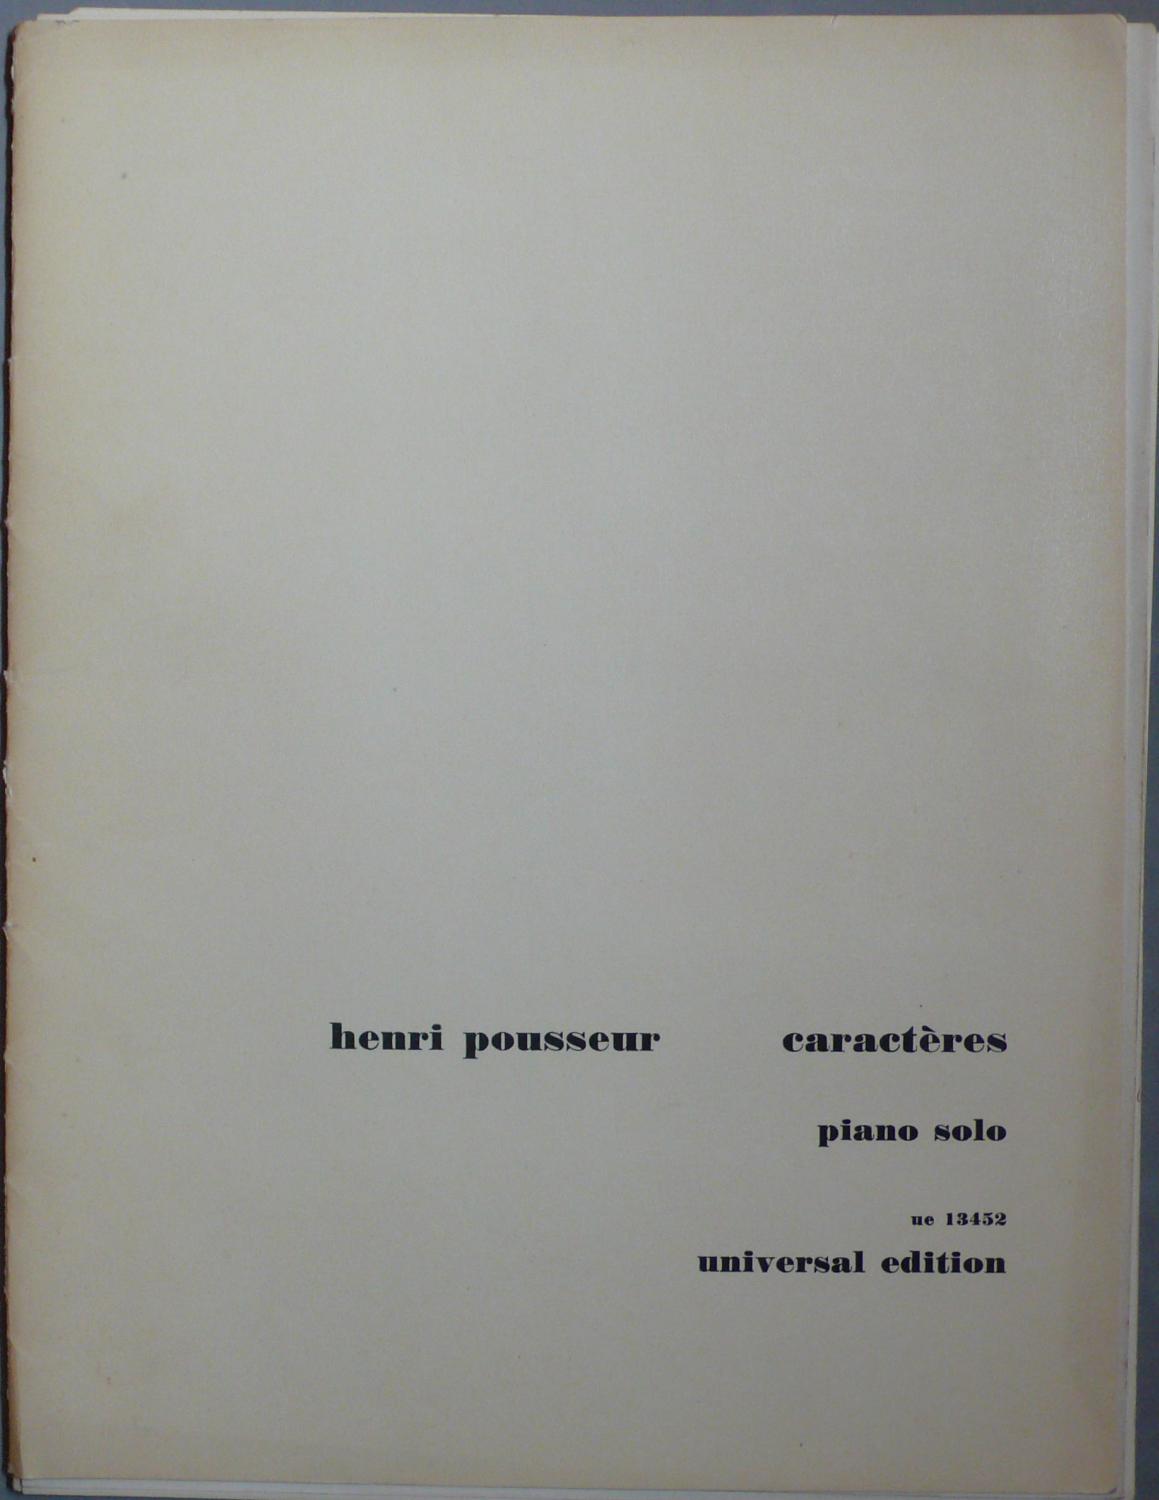 henri pousseur caractères
piano solo
ue 13452
universal edition